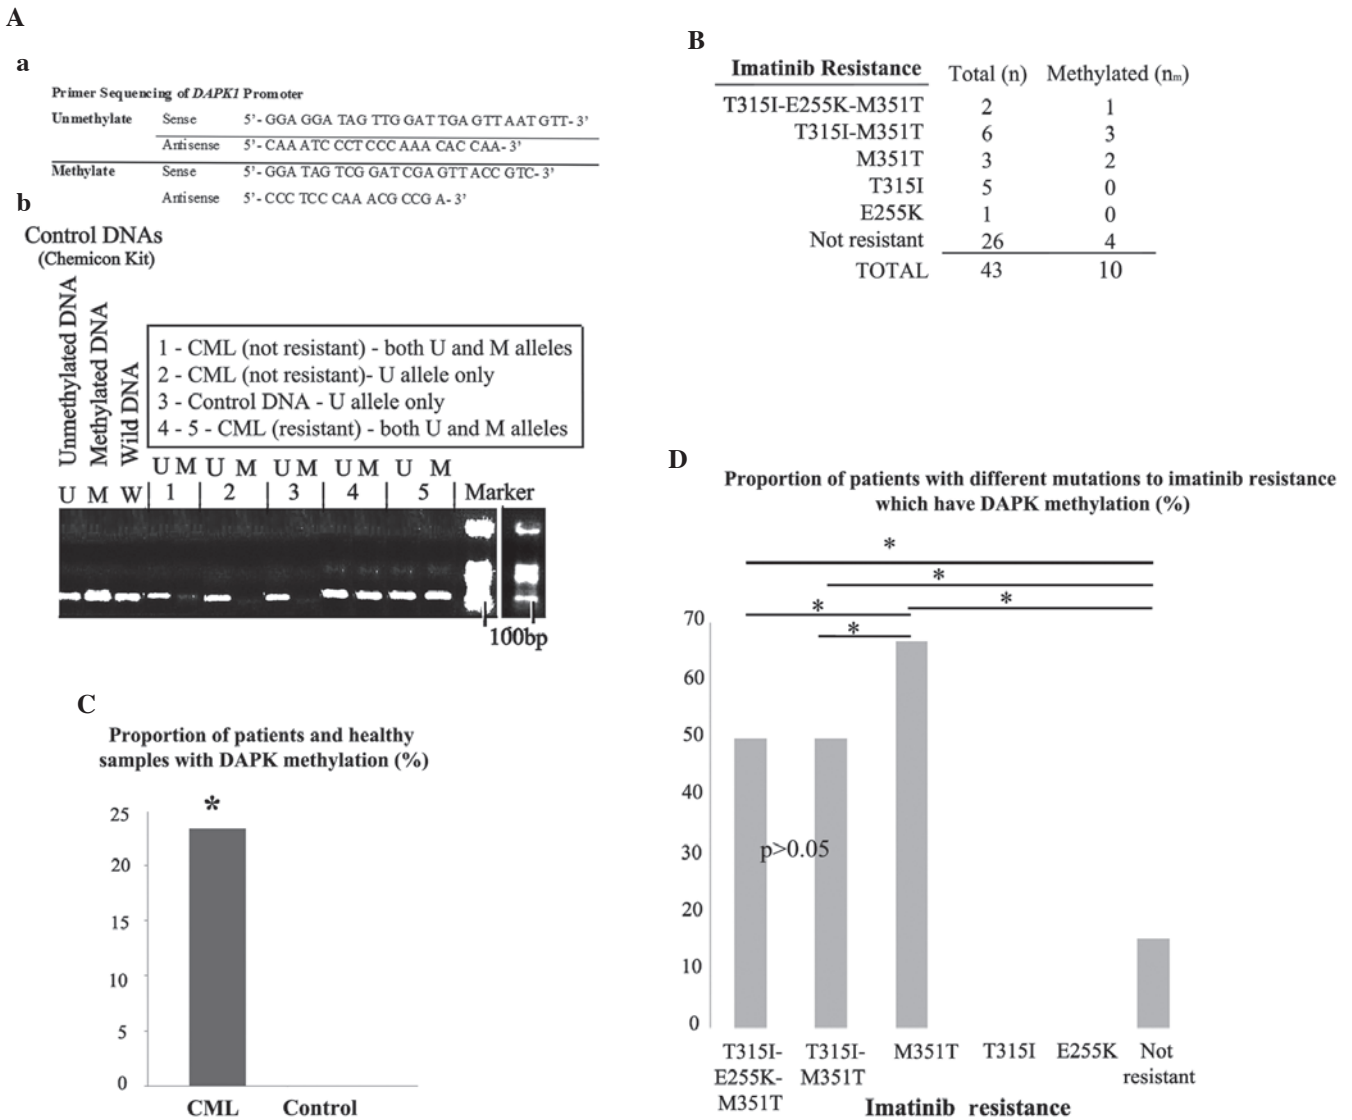 A
a
Primer Sequencing of DAPK1 Promoter
Unmethylate Sense 5'- GGA GGA TAG TTG GAT TGA GTT AAT GTT- 3'
Antisense 5'- CAA ATC CCT CCC AAA CAC CAA- 3'
Methylate Sense 5'- GGA TAG TCG GAT CGA GTT ACC GTC- 3'
Antisense 5'- CCC TCC CAA ACG CCG A- 3'
b
Control DNAs
(Chemicon Kit)
Unmethylated DNA
Methylated DNA
Wild DNA
1 - CML (not resistant) - both U and M alleles
2 - CML (not resistant)- U allele only
3 - Control DNA - U allele only
4 - 5 - CML (resistant) - both U and M alleles
U M U M U M U M U M
U M W 1 2 3 4 5 Marker
100bp
B
Imatinib Resistance Total (n) Methylated (nm)
T315I-E255K-M351T 2 1
T315I-M351T 6 3
M351T 3 2
T315I 5 0
E255K 1 0
Not resistant 26 4
TOTAL 43 10
C
Proportion of patients and healthy
samples with DAPK methylation (%)
*
25
20
15
10
5
0
CML Control
D
Proportion of patients with different mutations to imatinib resistance
which have DAPK methylation (%)
*
*
*
*
*
70
60
50
40
30
20
10
0
p>0.05
T315I-E255K-M351T
T315I-M351T
M351T
T315I
E255K
Not resistant
Imatinib resistance